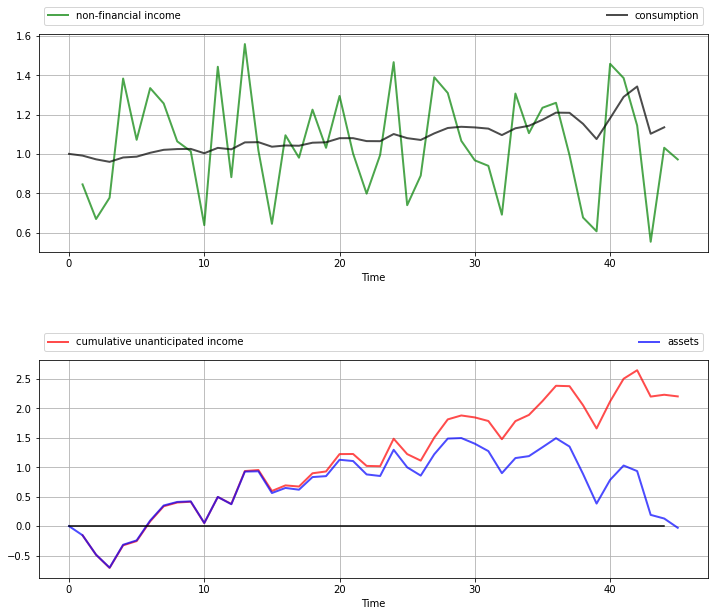 non-financial income consumption
1.6
1.4
1.2
1.0
0.8
0.6
0 10 20 30 40
Time
cumulative unanticipated income assets
2.5
2.0
1.5
1.0
0.5
0.0
−0.5
0 10 20 30 40
Time